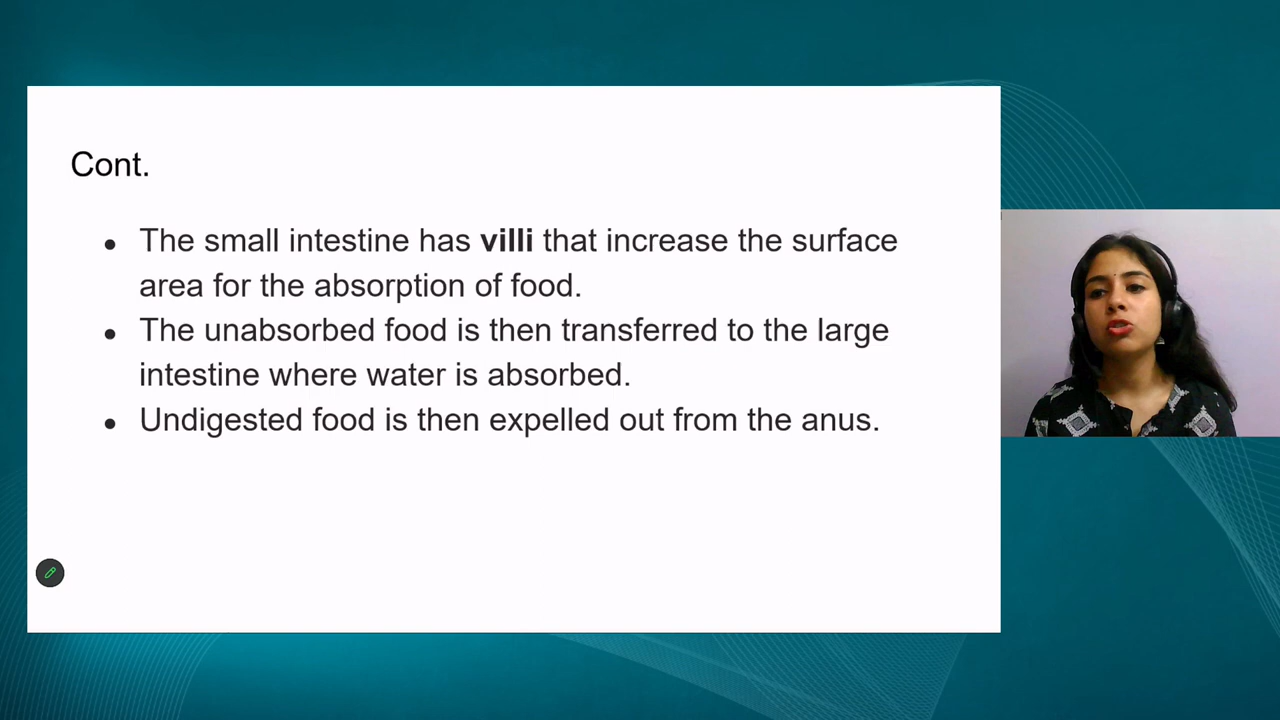 Cont.
● The small intestine has villi that increase the surface
area for the absorption of food.
● The unabsorbed food is then transferred to the large
intestine where water is absorbed.
● Undigested food is then expelled out from the anus.